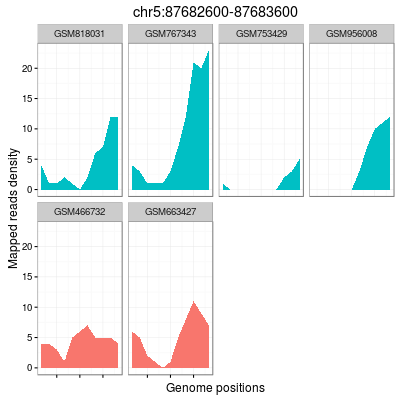 chr5:87682600-87683600
GSM818031 GSM767343 GSM753429 GSM956008
20
15
10
5
0
Mapped reads density
GSM466732 GSM663427
20
15
10
5
0
Genome positions